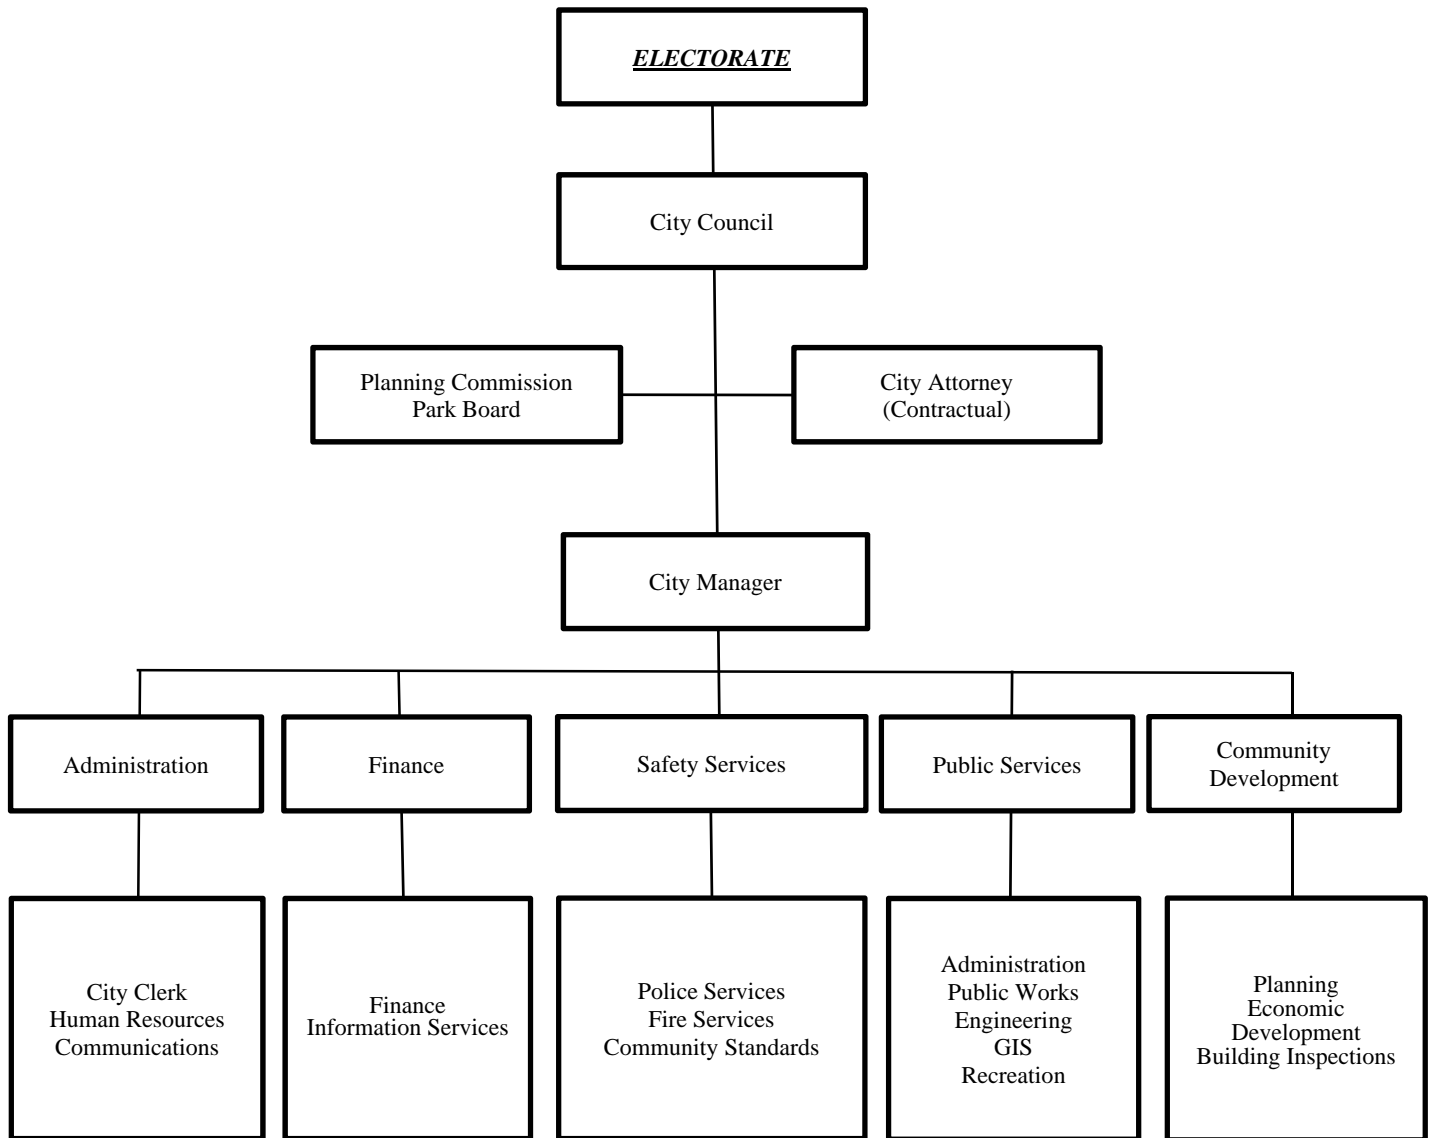 ELECTORATE
City Council
Planning Commission
Park Board
City Attorney
(Contractual)
City Manager
Administration
Finance
Safety Services
Public Services
Community
Development
City Clerk
Human Resources
Communications
Finance
Information Services
Police Services
Fire Services
Community Standards
Administration
Public Works
Engineering
GIS
Recreation
Planning
Economic
Development
Building Inspections